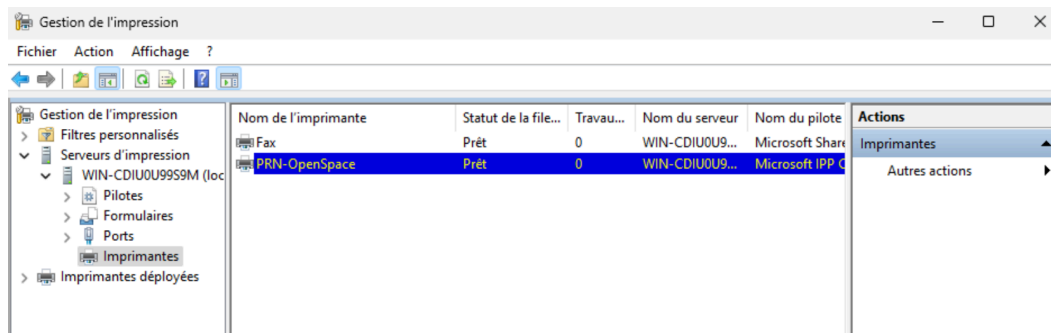 Gestion de l'impression
Fichier Action Affichage ?
Gestion de l'impression
Filtres personnalisés
Serveurs d'impression
WIN-CDIU0U99S9M (loc
Pilotes
Formulaires
Ports
Imprimantes
Imprimantes déployées
Nom de l'imprimante Statut de la file... Travau... Nom du serveur Nom du pilote
Fax Prêt 0 WIN-CDIU0U9... Microsoft Share
PRN-OpenSpace Prêt 0 WIN-CDIU0U9... Microsoft IPP C
Actions
Imprimantes
Autres actions